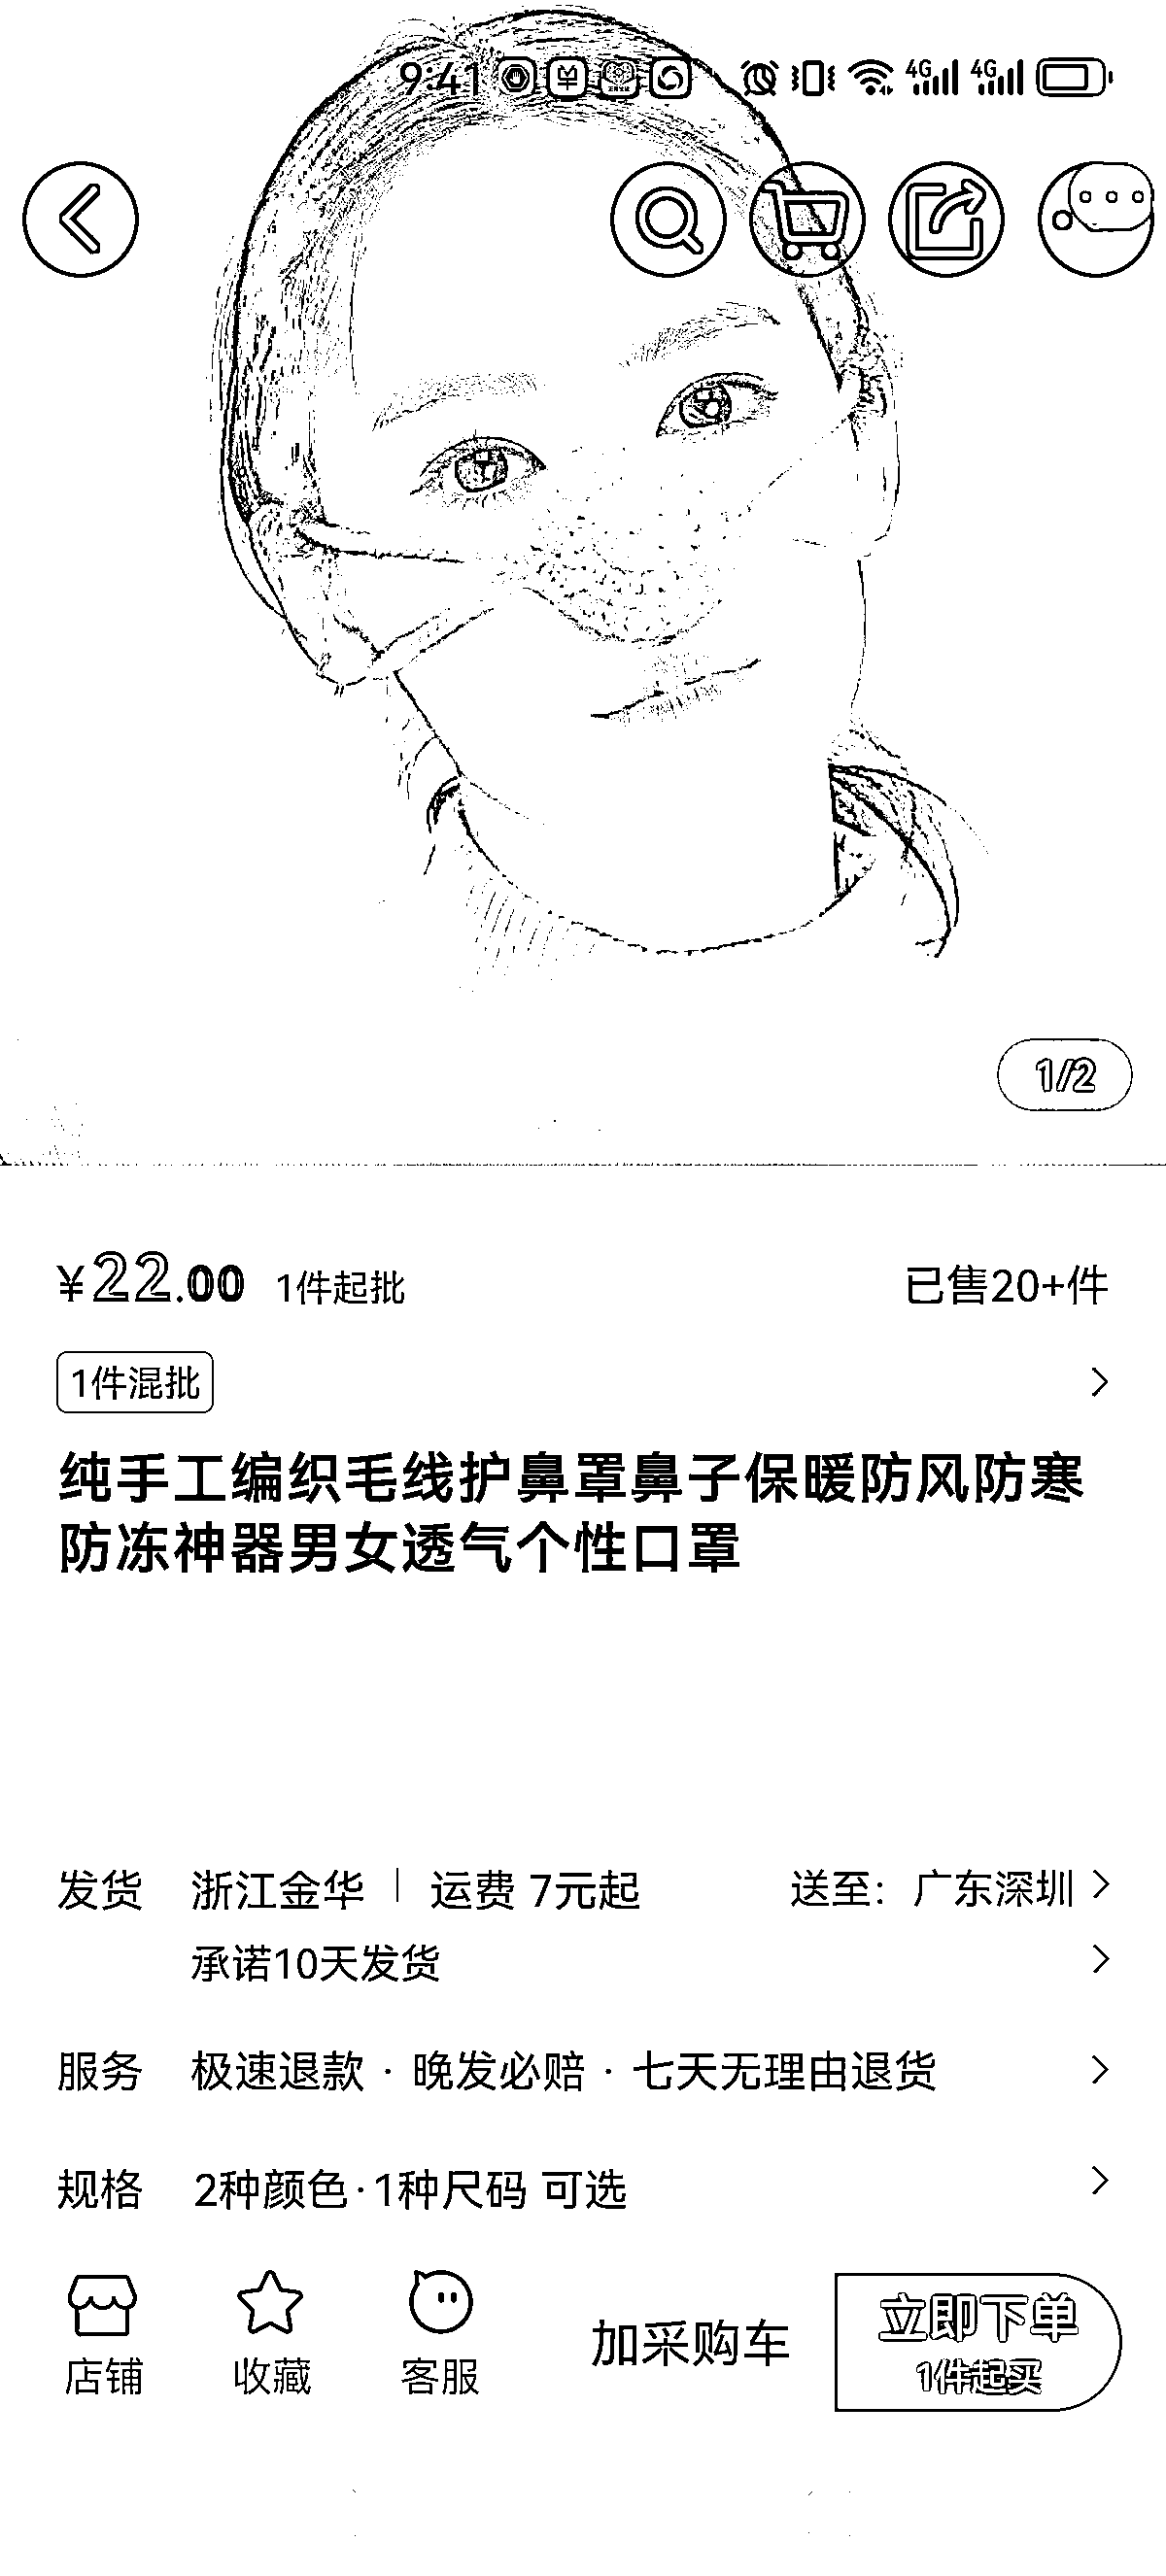 9:41 4G 4G
1/2
¥22.00 1件起批 已售20+件
1件混批
纯手工编织毛线护鼻罩鼻子保暖防风防寒
防冻神器男女透气个性口罩
发货 浙江金华 | 运费 7元起 送至：广东深圳
承诺10天发货
服务 极速退款 · 晚发必赔 · 七天无理由退货
规格 2种颜色·1种尺码 可选
店铺 收藏 客服 加采购车 立即下单
1件起买